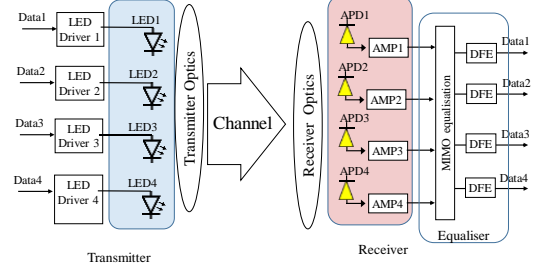 Data1
LED
Driver 1
LED1
Data2
LED
Driver 2
LED2
Data3
LED
Driver 3
LED3
Data4
LED
Driver 4
LED4
Transmitter Optics
Transmitter
Channel
Receiver Optics
APD1
AMP1
APD2
AMP2
APD3
AMP3
APD4
AMP4
Receiver
MIMO equalisation
DFE
Data1
DFE
Data2
DFE
Data3
DFE
Data4
Equaliser